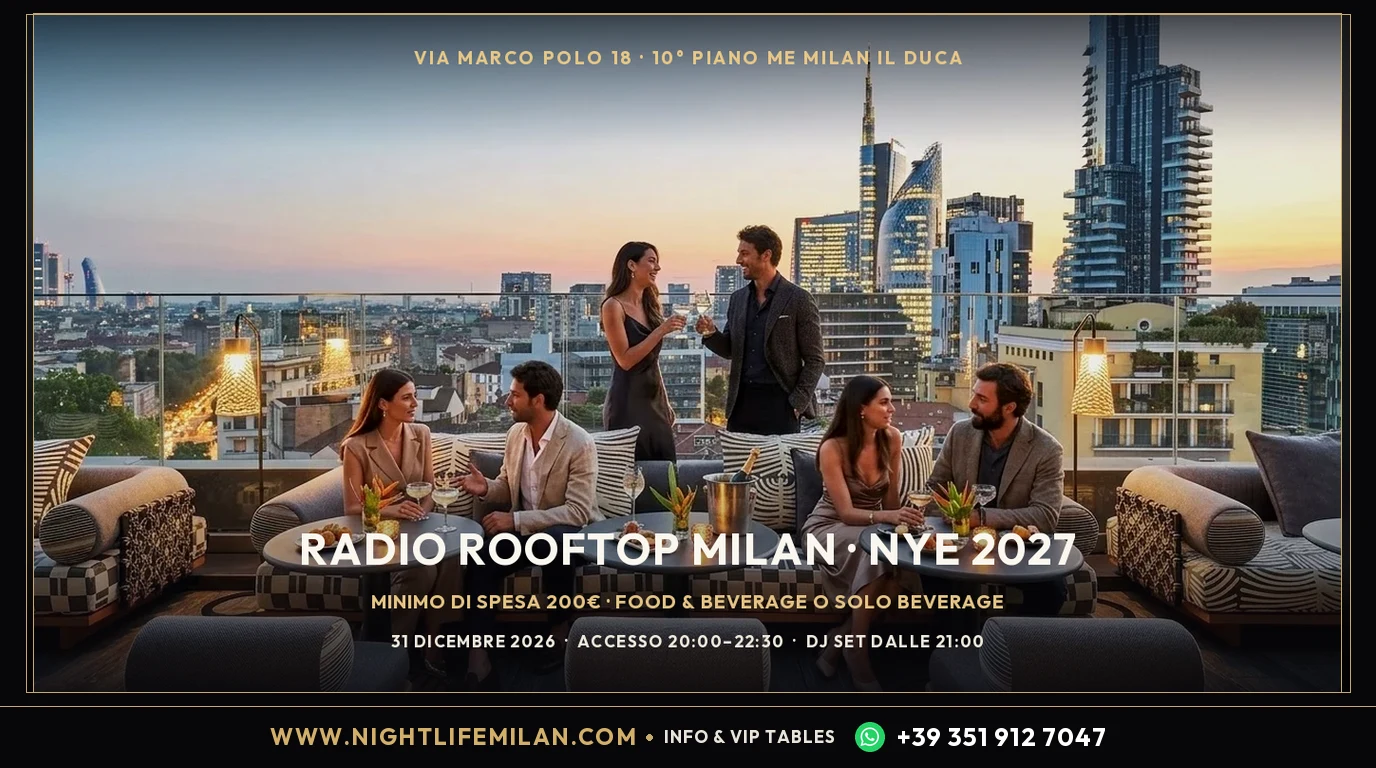 VIA MARCO POLO 18 · 10° PIANO ME MILAN IL DUCA
RADIO ROOFTOP MILAN · NYE 2027
MINIMO DI SPESA 200€ · FOOD & BEVERAGE O SOLO BEVERAGE
31 DICEMBRE 2026 · ACCESSO 20:00–22:30 · DJ SET DALLE 21:00
WWW.NIGHTLIFEMILAN.COM • INFO & VIP TABLES +39 351 912 7047